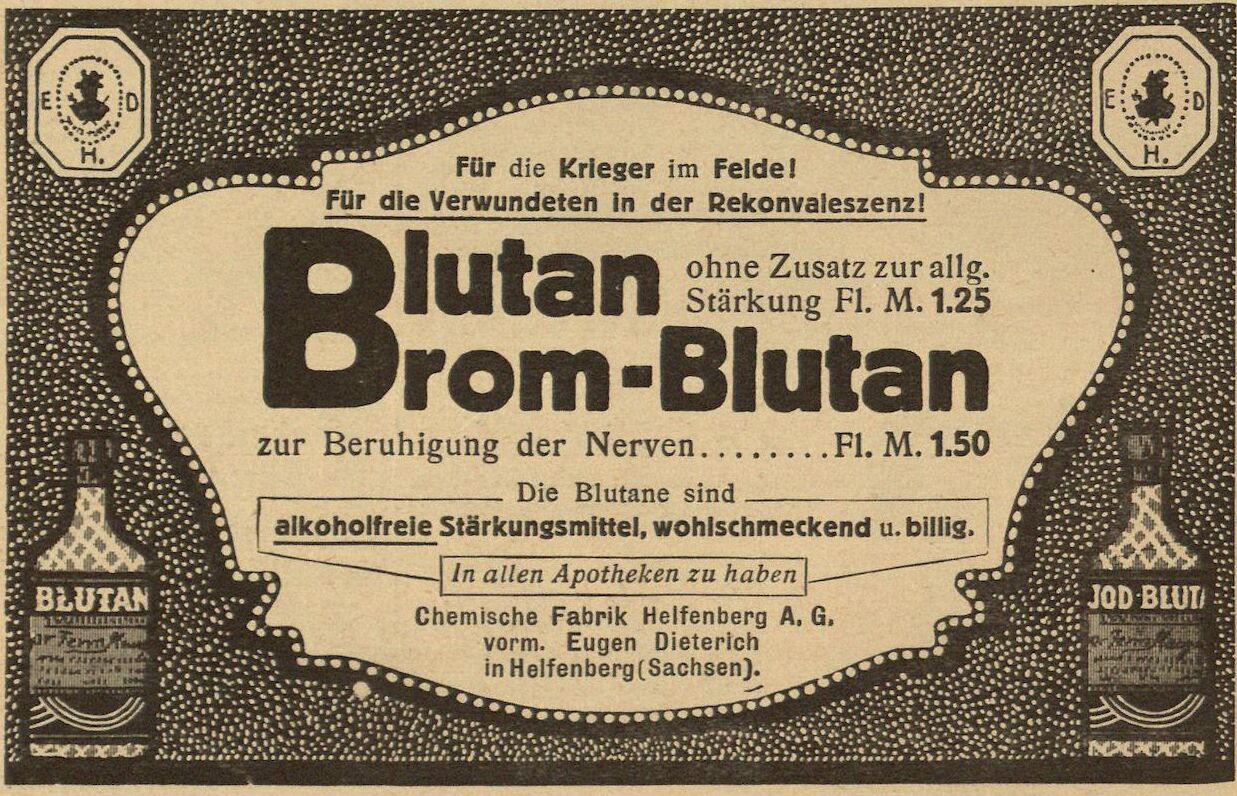 E D
H.
E D
H.
Für die Krieger im Felde!
Für die Verwundeten in der Rekonvaleszenz!
Blutan ohne Zusatz zur allg.
Stärkung Fl. M. 1.25
Brom-Blutan
zur Beruhigung der Nerven........Fl. M. 1.50
Die Blutane sind
alkoholfreie Stärkungsmittel, wohlschmeckend u. billig.
In allen Apotheken zu haben
Chemische Fabrik Helfenberg A. G.
vorm. Eugen Dieterich
in Helfenberg (Sachsen).
BLUTAN
JOD-BLUTA